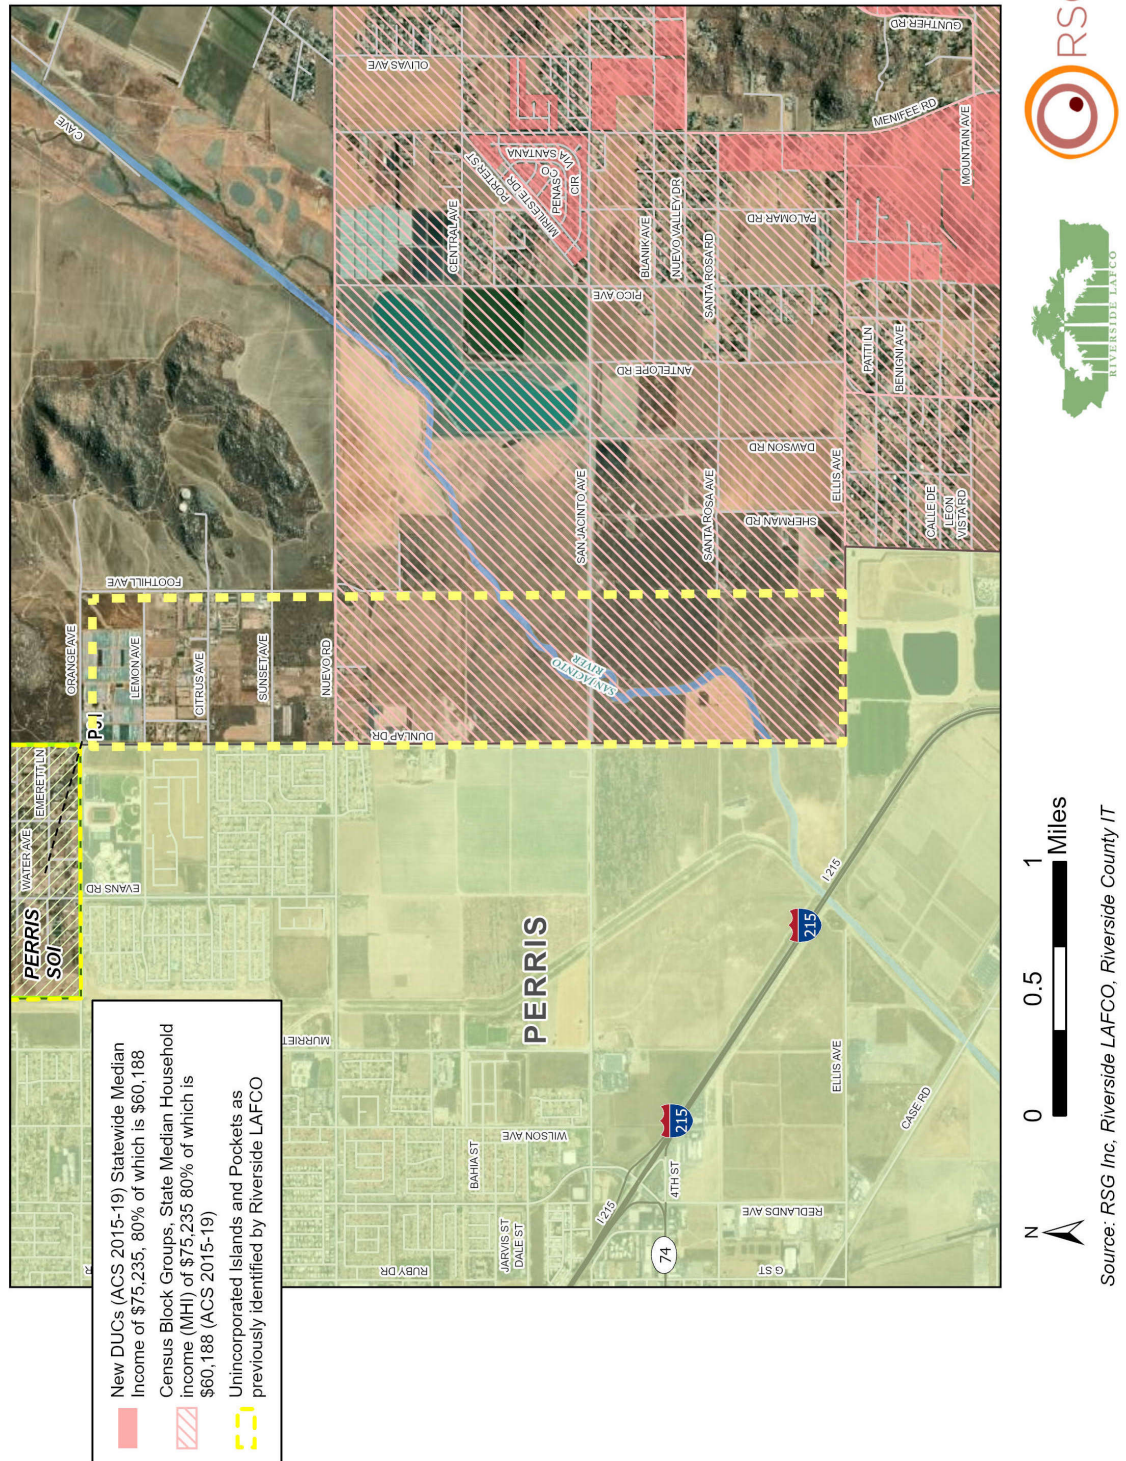 New DUCs (ACS 2015-19) Statewide Median
Income of $75,235, 80% of which is $60,188
Census Block Groups, State Median Household
income (MHI) of $75,235 80% of which is
$60,188 (ACS 2015-19)
Unincorporated Islands and Pockets as
previously identified by Riverside LAFCO
PERRIS
SOI
WATER AVE
EMERETT LN
EVANS RD
ORANGE AVE
PJ I
FOOTHILL AVE
LEMON AVE
CITRUS AVE
SUNSET AVE
NUEVO RD
DUNLAP DR
CAVE
OLIVAS AVE
CENTRAL AVE
PORTER ST
MIRILESTE DR
VIA SANTANA
PENASCO
CIR
PICO AVE
BLANIK AVE
NUEVO VALLEY DR
SANTA ROSA RD
PALOMAR RD
MENIFEE RD
GUNTHER RD
MOUNTAIN AVE
ANTELOPE RD
PATTI LN
BENIGNI AVE
DAWSON RD
SAN JACINTO AVE
SANTA ROSA AVE
SHERMAN RD
ELLIS AVE
CALLE DE
LEON
VISTA RD
SAN JACINTO
RIVER
PERRIS
MURRIET
WILSON AVE
BAHIA ST
JARVIS ST
DALE ST
RUBY DR
R
I 215
215
4TH ST
74
REDLANDS AVE
G ST
ELLIS AVE
CASE RD
215
I 215
N
0
0.5
1
Miles
Source: RSG Inc, Riverside LAFCO, Riverside County IT
RIVERSIDE LAFCO
RSG